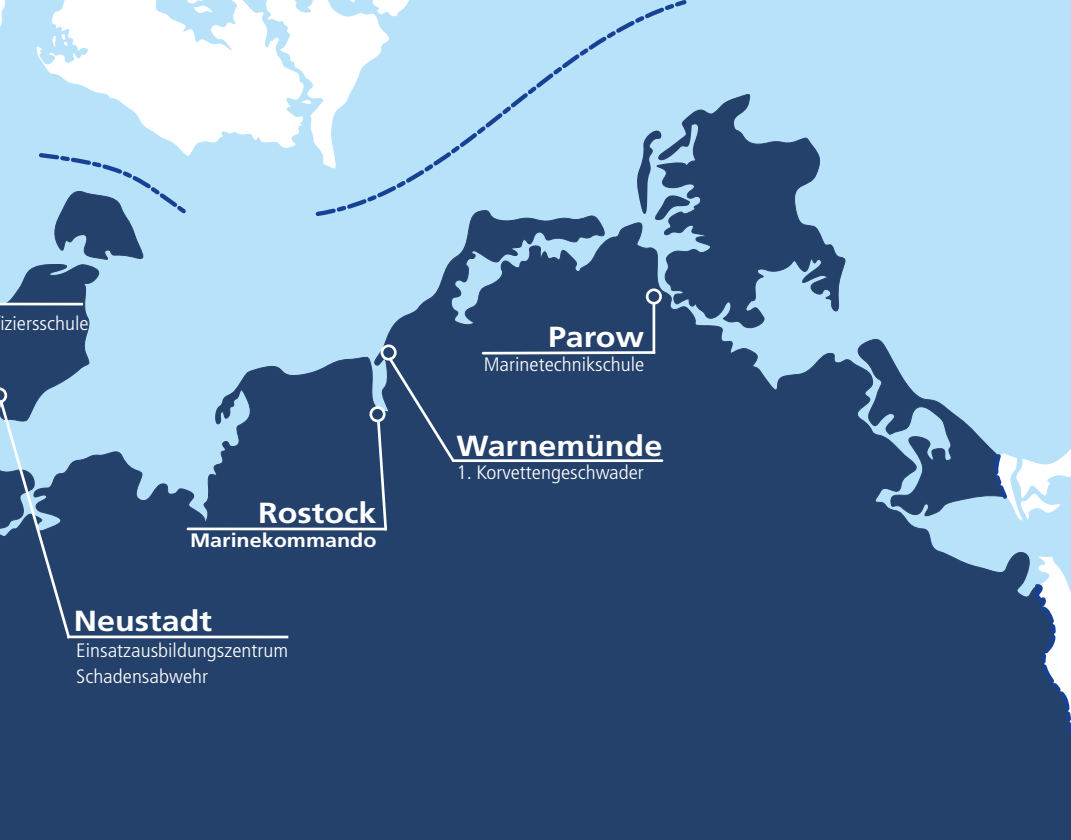 iziersschule
Parow
Marinetechnikschule
Warnemünde
1. Korvettengeschwader
Rostock
Marinekommando
Neustadt
Einsatzausbildungszentrum
Schadensabwehr